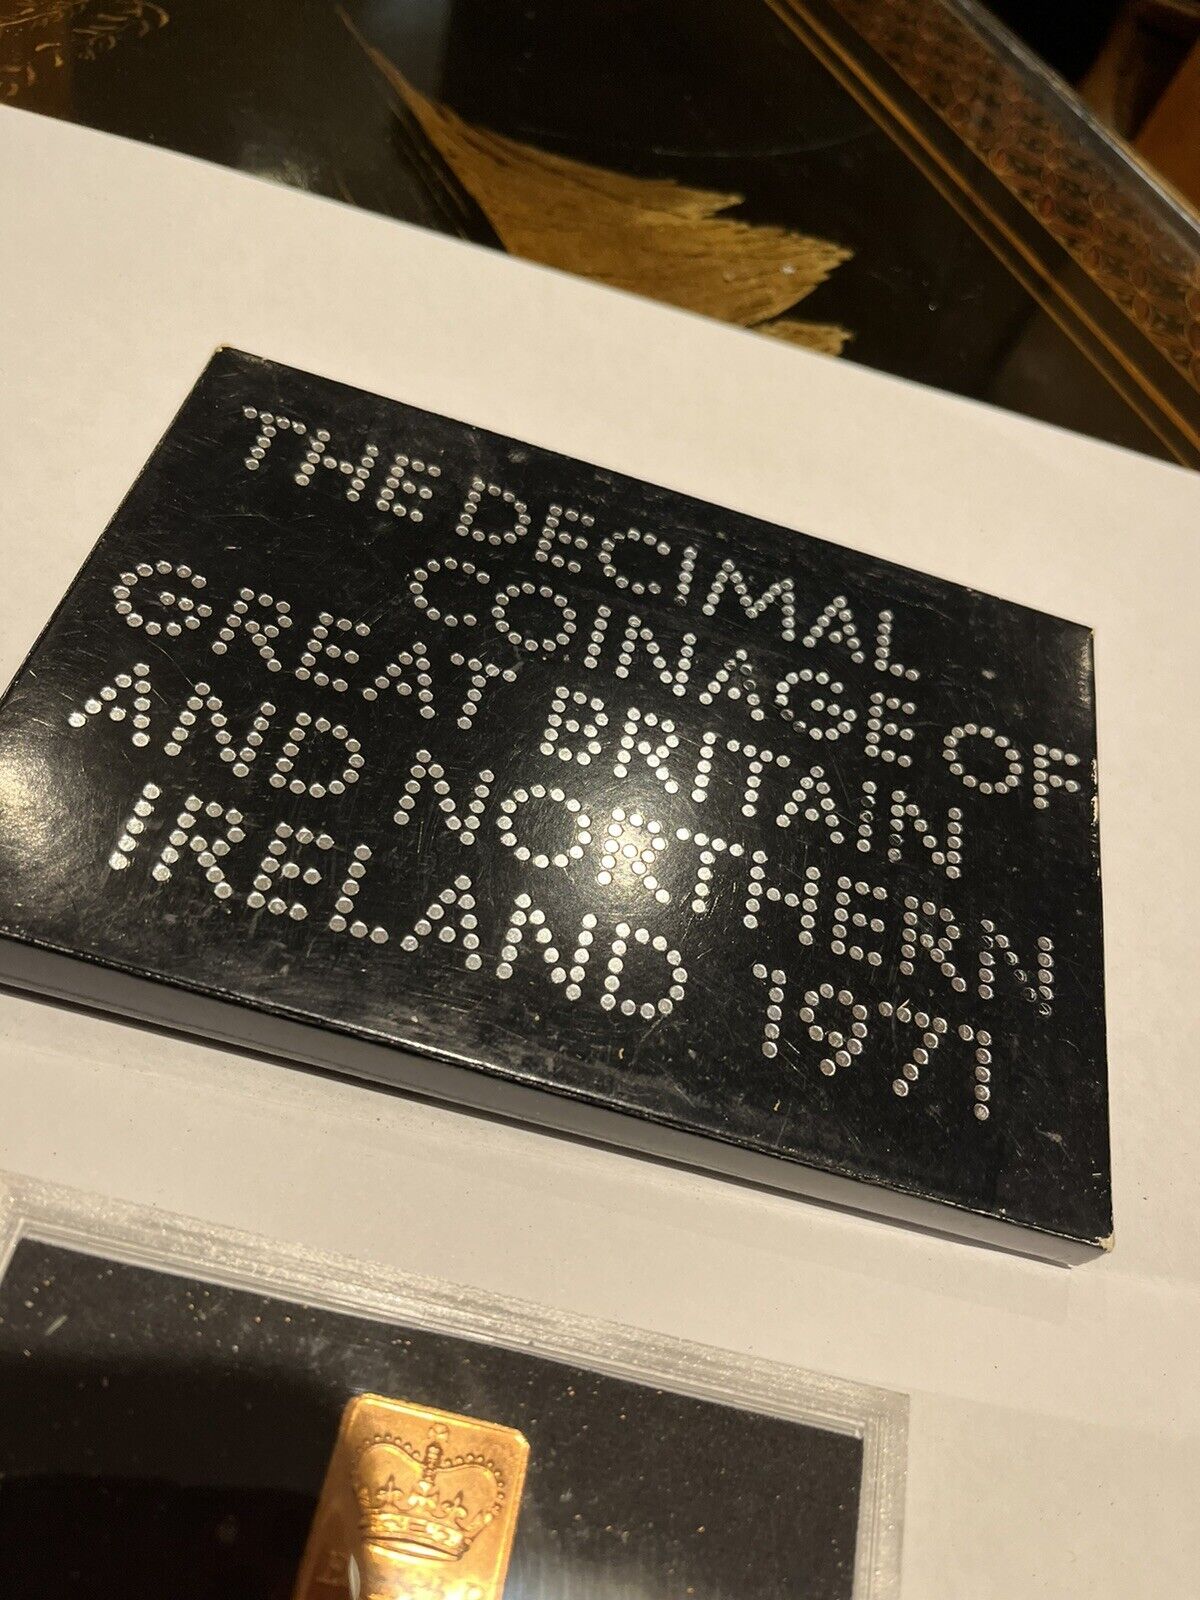 THE DECIMAL
COINAGE OF
GREAT BRITAIN
AND NORTHERN
IRELAND 1971